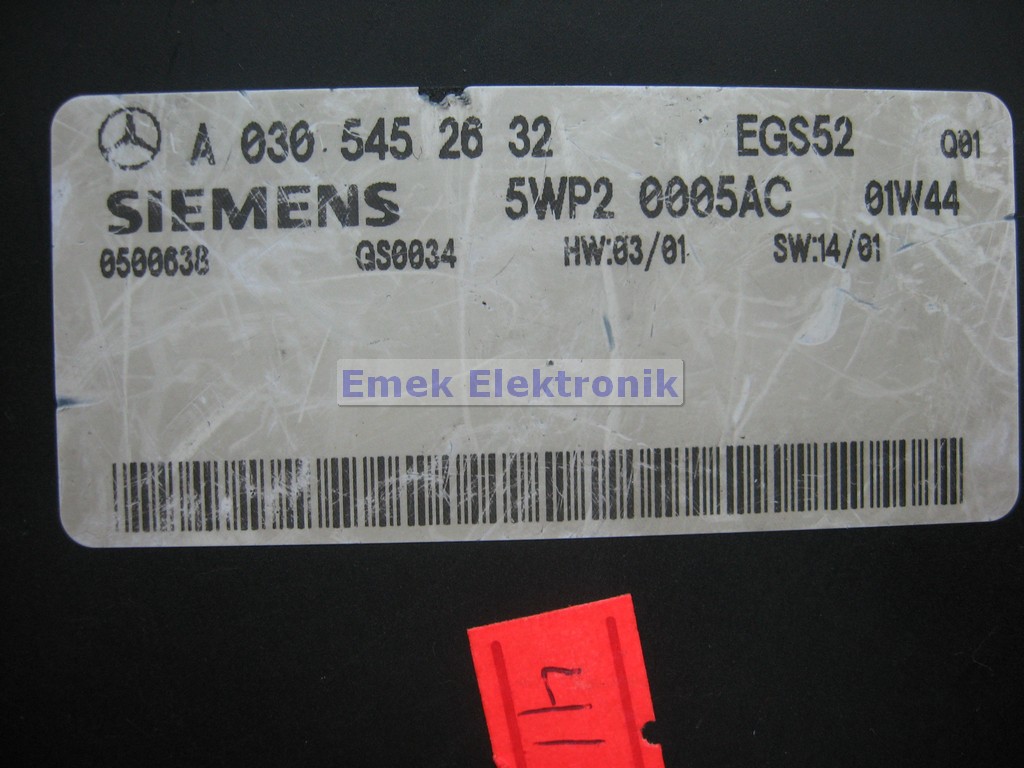 A 030 545 26 32 EGS52 Q01
SIEMENS 5WP2 0005AC 01W44
0500638 GS0034 HW:03/01 SW:14/01
Emek Elektronik